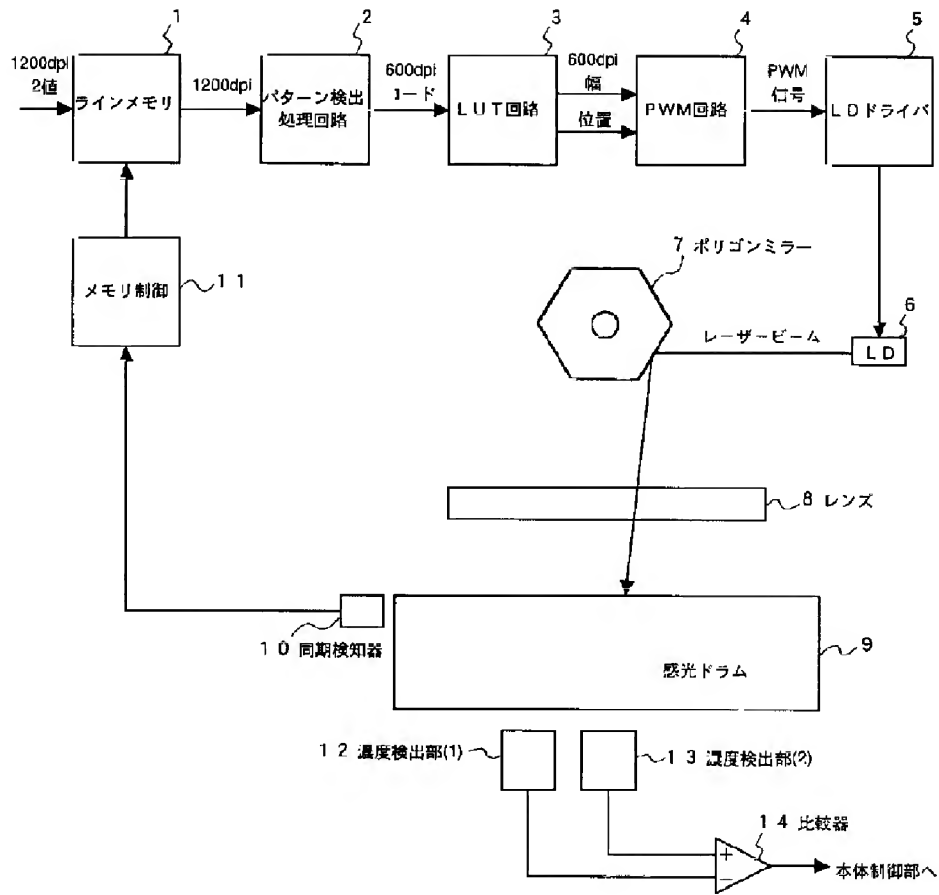 1
2
3
4
5
1200dpi
2値
ラインメモリ
1200dpi
パターン検出
処理回路
600dpi
コード
LUT回路
600dpi
幅
位置
PWM回路
PWM
信号
LDドライバ
メモリ制御
11
7 ポリゴンミラー
レーザービーム
6
LD
8 レンズ
10 同期検知器
9
感光ドラム
12 濃度検出部(1)
13 濃度検出部(2)
14 比較器
+
−
本体制御部へ